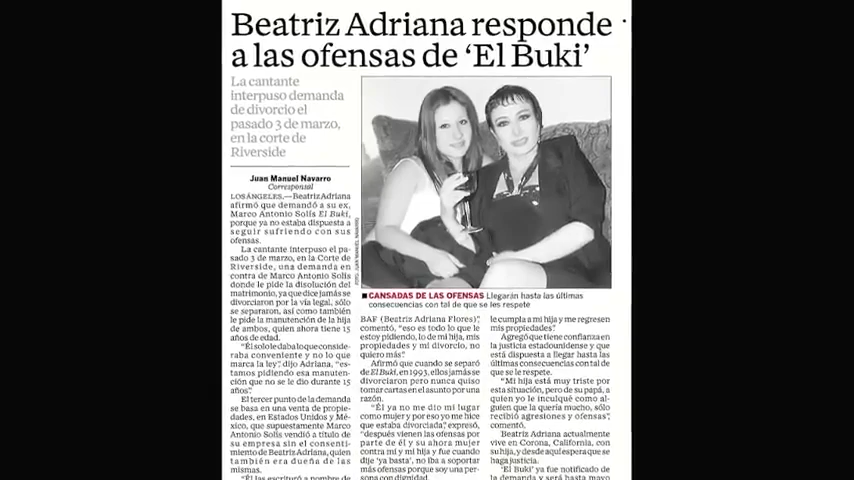 Beatriz Adriana responde
a las ofensas de ‘El Buki’
La cantante
interpuso demanda
de divorcio el
pasado 3 de marzo,
en la corte de
Riverside
Juan Manuel Navarro
Corresponsal
LOS ÁNGELES.— Beatriz Adriana
afirmó que demandó a su ex,
Marco Antonio Solís El Buki,
porque ya no estaba dispuesta a
seguir sufriendo con sus
ofensas.
La cantante interpuso el pa-
sado 3 de marzo, en la Corte de
Riverside, una demanda en
contra de Marco Antonio Solís
donde le pide la disolución del
matrimonio, ya que dice jamás se
divorciaron por la vía legal, sólo
se separaron, así como también
le pide la manutención de la hija
de ambos, quien ahora tiene 15
años de edad.
“Él solo le daba lo que conside-
raba conveniente y no lo que
marca la ley”, dijo Adriana, “es-
tamos pidiendo esa manuten-
ción que no se le dio durante 15
años”.
El tercer punto de la demanda
se basa en una venta de propie-
dades, en Estados Unidos y Mé-
xico, que supuestamente Marco
Antonio Solís vendió a título de
su empresa sin el consenti-
miento de Beatriz Adriana, quien
también era dueña de las
mismas.
“Él las escrituró a nombre de
FOTO: JUAN MANUEL NAVARRO
■ CANSADAS DE LAS OFENSAS Llegarán hasta las últimas
consecuencias con tal de que se les respete
BAF (Beatriz Adriana Flores)”,
comentó, “eso es todo lo que le
estoy pidiendo, lo de mi hija, mis
propiedades y mi divorcio, no
quiero más”.
Afirmó que cuando se separó
de El Buki, en 1993, ellos jamás se
divorciaron pero nunca quiso
tomar cartas en el asunto por una
razón.
“Él ya no me dio mi lugar
como mujer y por eso yo me hice
que estaba divorciada”, expresó,
“después vienen las ofensas por
parte de él y su ahora mujer
contra mí y mi hija y fue cuando
dije ‘ya basta’, no iba a soportar
más ofensas porque soy una per-
sona con dignidad.
le cumpla a mi hija y me regresen
mis propiedades”.
Agregó que tiene confianza en
la justicia estadounidense y que
está dispuesta a llegar hasta las
últimas consecuencias con tal de
que se le respete.
“Mi hija está muy triste por
esta situación, pero de su papá, a
quien yo le inculqué como al
guien que la quería mucho, sólo
recibió agresiones y ofensas”,
comentó.
Beatriz Adriana actualmente
vive en Corona, California, con
su hija, y desde aquí espera que se
haga justicia.
‘El Buki’ ya fue notificado de
la demanda y será hasta mayo